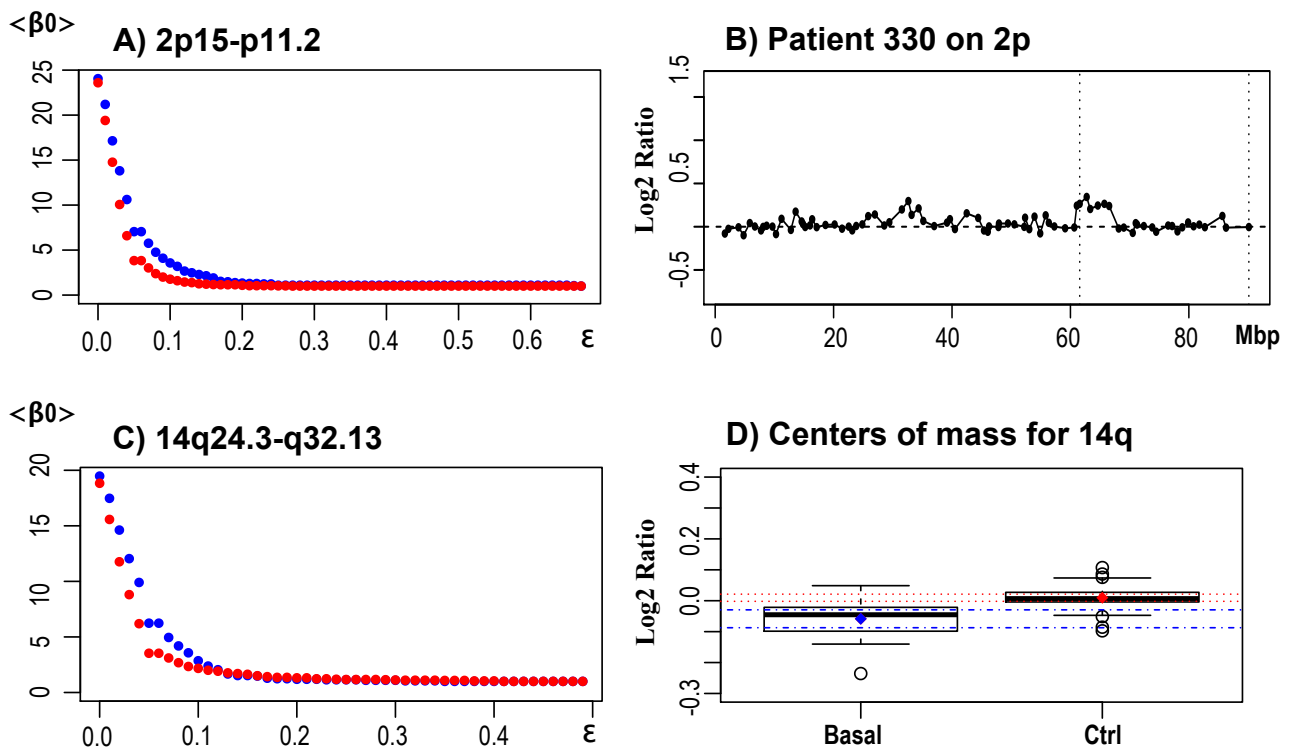 <β0>
A) 2p15-p11.2
25
20
15
10
5
0
0.0 0.1 0.2 0.3 0.4 0.5 0.6 ε
B) Patient 330 on 2p
Log2 Ratio
1.5
0.5
-0.5
0 20 40 60 80 Mbp
<β0>
C) 14q24.3-q32.13
20
15
10
5
0
0.0 0.1 0.2 0.3 0.4 ε
D) Centers of mass for 14q
Log2 Ratio
0.4
0.2
0.0
-0.3
Basal Ctrl